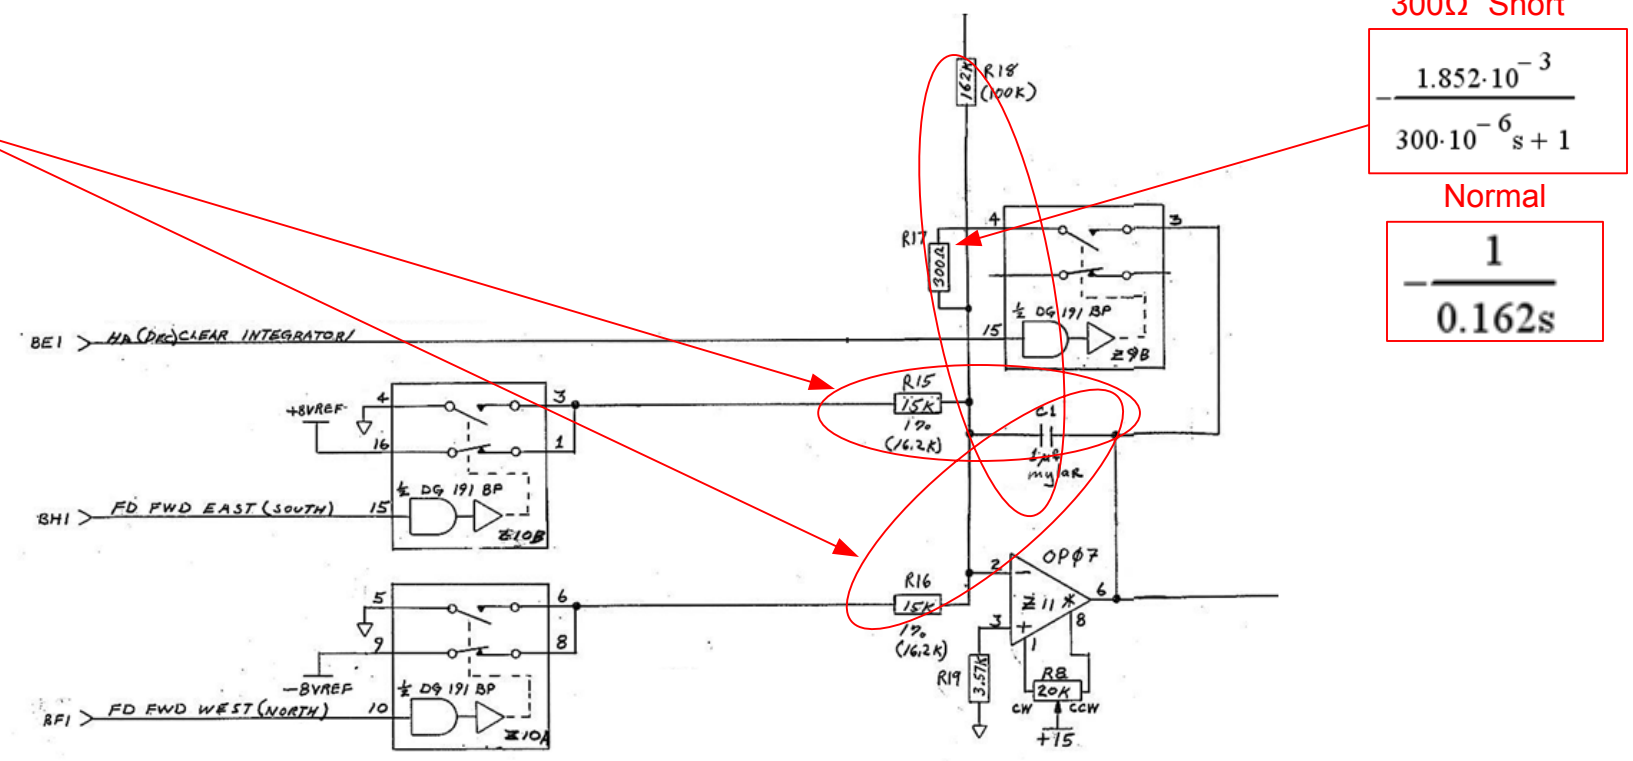 300Ω "Short"
1.852·10⁻³
−
300·10⁻⁶s + 1
Normal
−
1
0.162s
162K
R18
(100K)
R17
300Ω
4
3
½ DG 191 BP
15
Z9B
BE1
HA (DEC) CLEAR INTEGRATOR/
R15
15K
1%
(16.2K)
C1
1µf
mylar
+8VREF
4
3
16
1
½ DG 191 BP
BH1
FD FWD EAST (SOUTH)
15
Z10B
OPφ7
2
−
6
11 *
3
+
8
1
R16
15K
1%
(16.2K)
R19
3.57K
R8
20K
CW
CCW
+15
5
6
9
8
−8VREF
½ DG 191 BP
BF1
FD FWD WEST (NORTH)
10
Z10A